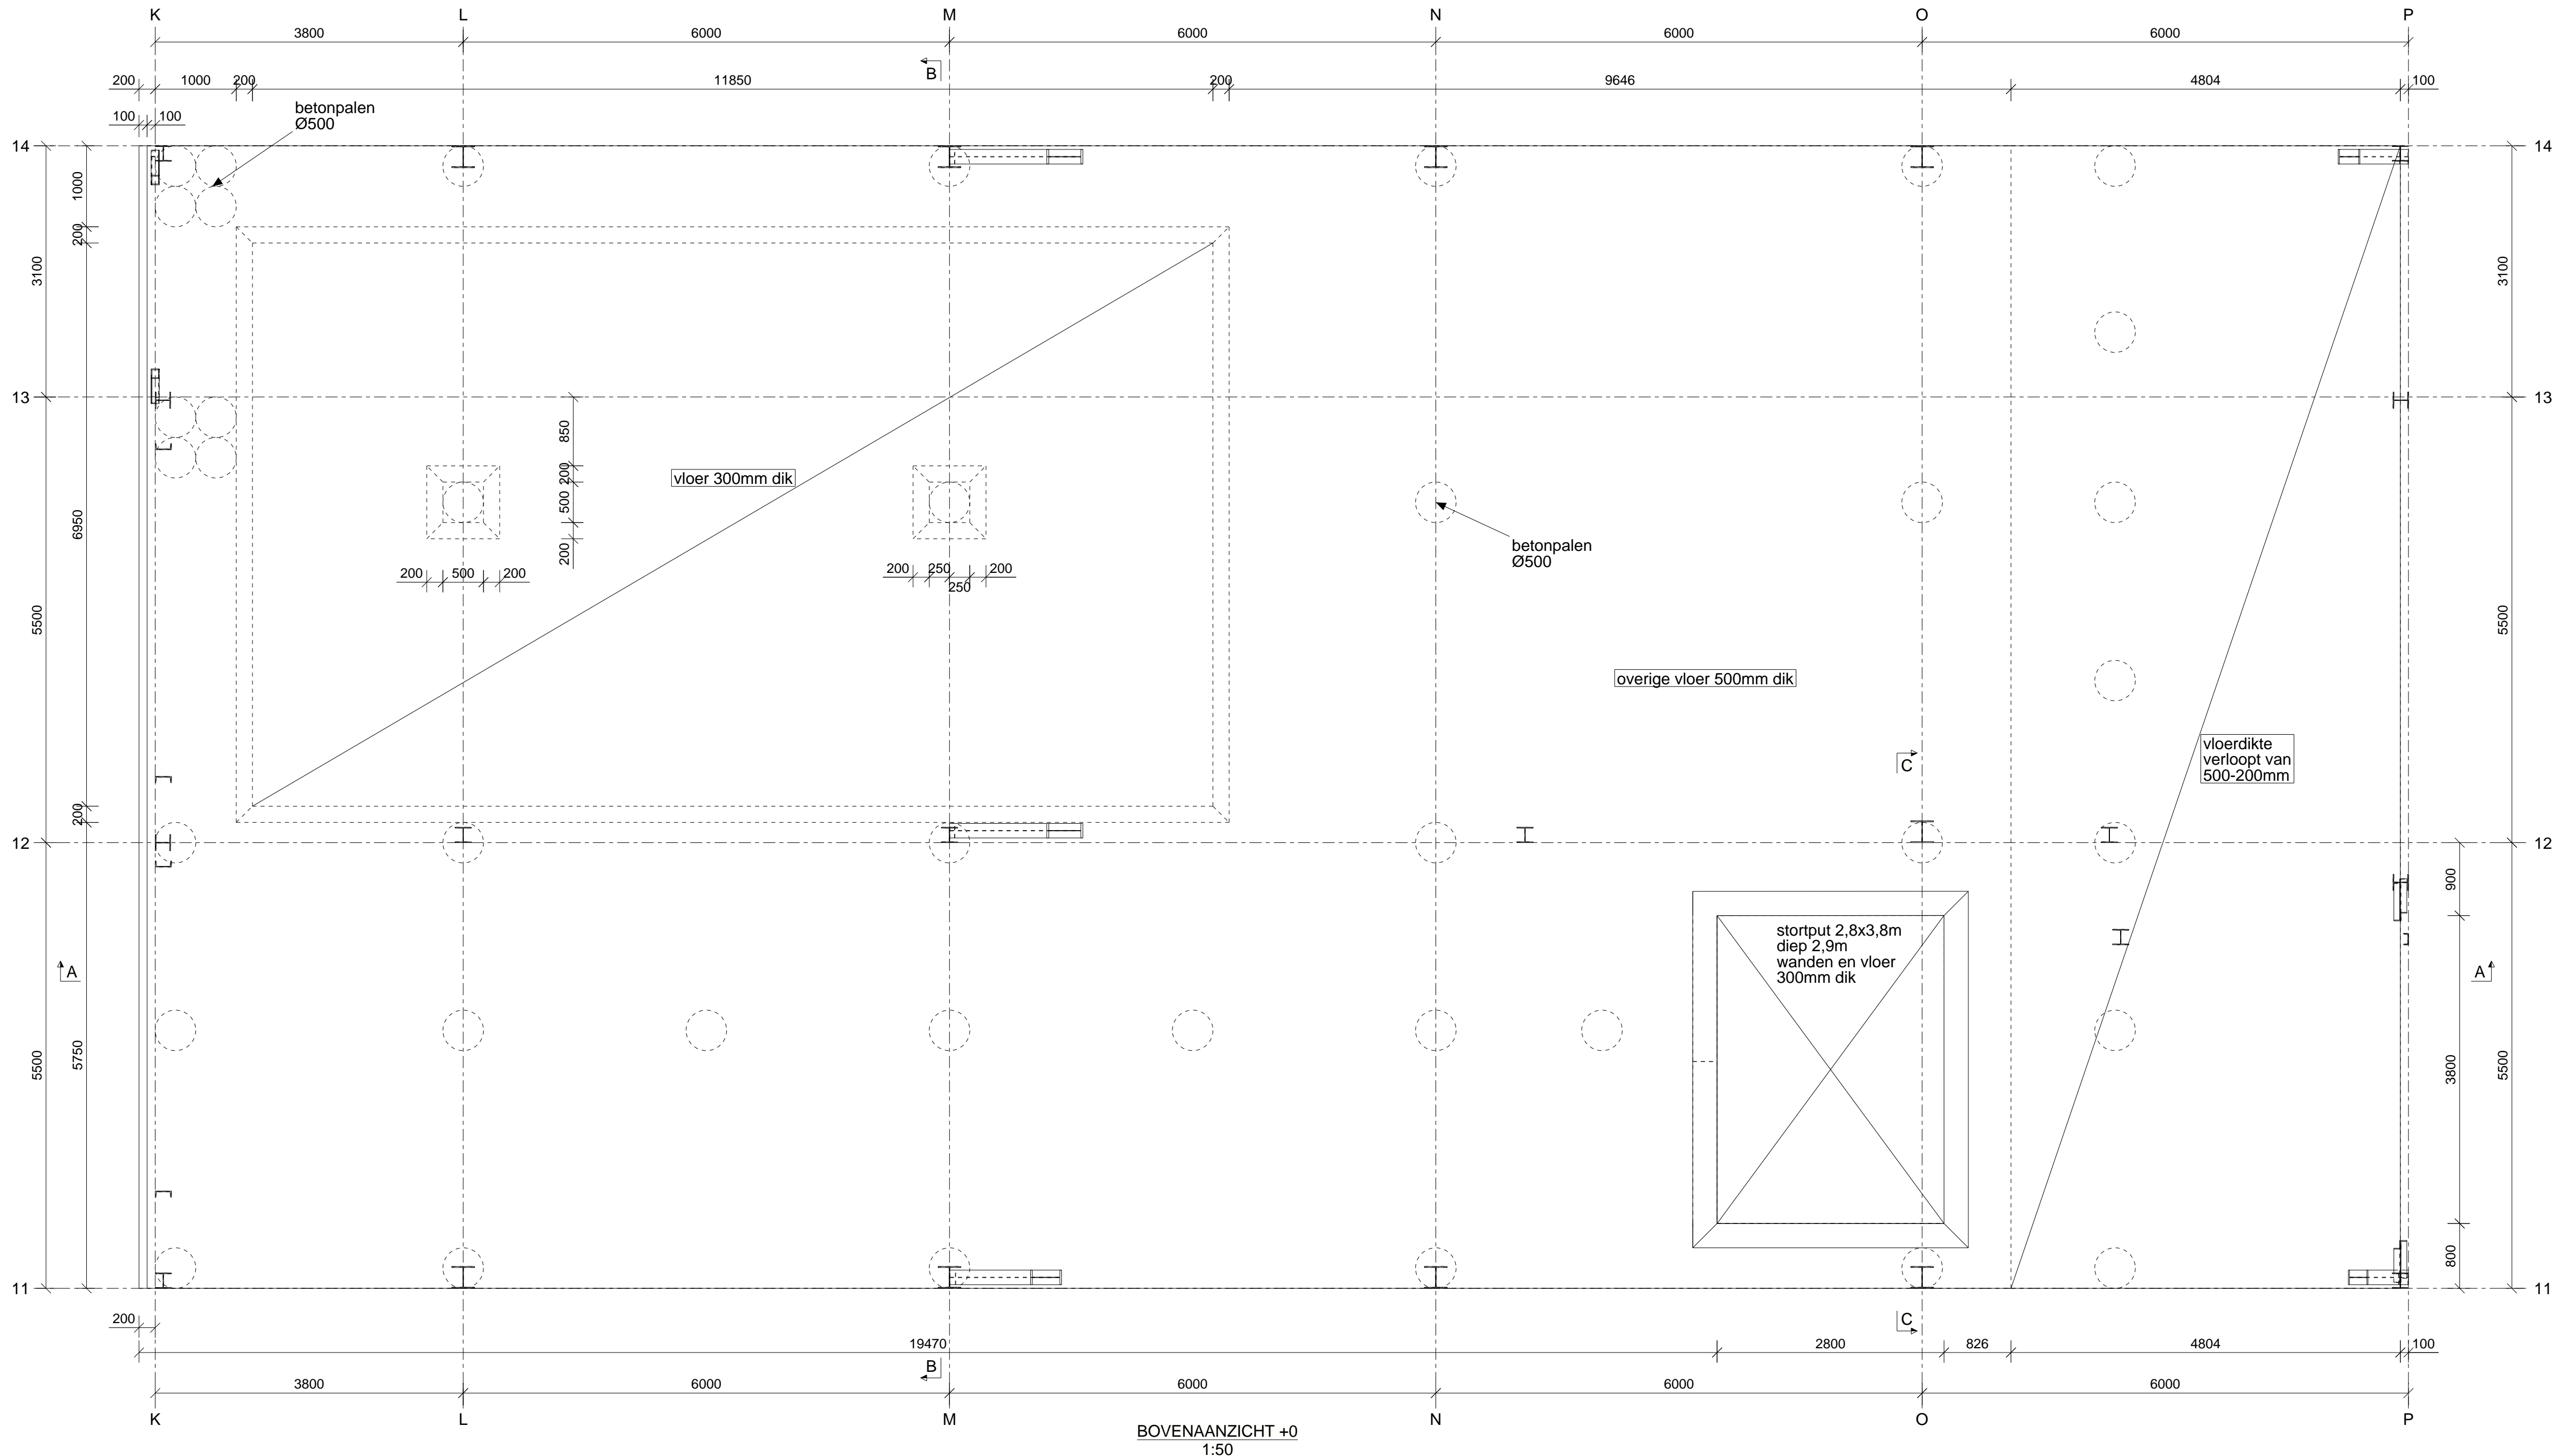 K L M N O P
3800 6000 6000 6000 6000
B
200 1000 200 11850 200 9646 4804 100
betonpalen
Ø500
100 100
14 14
1000
200
3100 3100
13 13
850
200
500
200
vloer 300mm dik
6950
200 500 200
200 250 200
250
betonpalen
Ø500
5500 5500
overige vloer 500mm dik
C
vloerdikte
verloopt van
500-200mm
200
12 12
900
stortput 2,8x3,8m
diep 2,9m
wanden en vloer
300mm dik
A A
5500 5750 3800 5500
800
11 11
200
C
19470 2800 826 4804 100
B
3800 6000 6000 6000 6000
K L M N O P
BOVENAANZICHT +0
1:50